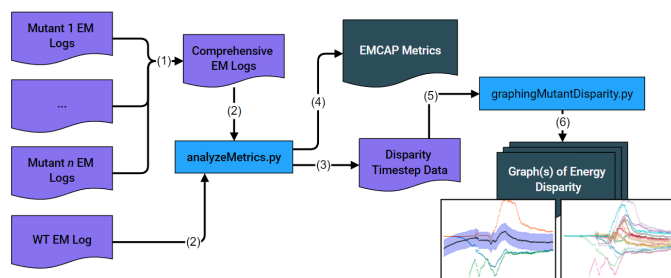 Mutant 1 EM
Logs
...
Mutant n EM
Logs
WT EM Log
(1)
Comprehensive
EM Logs
(2)
analyzeMetrics.py
(2)
(4)
EMCAP Metrics
(3)
Disparity
Timestep Data
(5)
graphingMutantDisparity.py
(6)
Graph(s) of Energy
Disparity